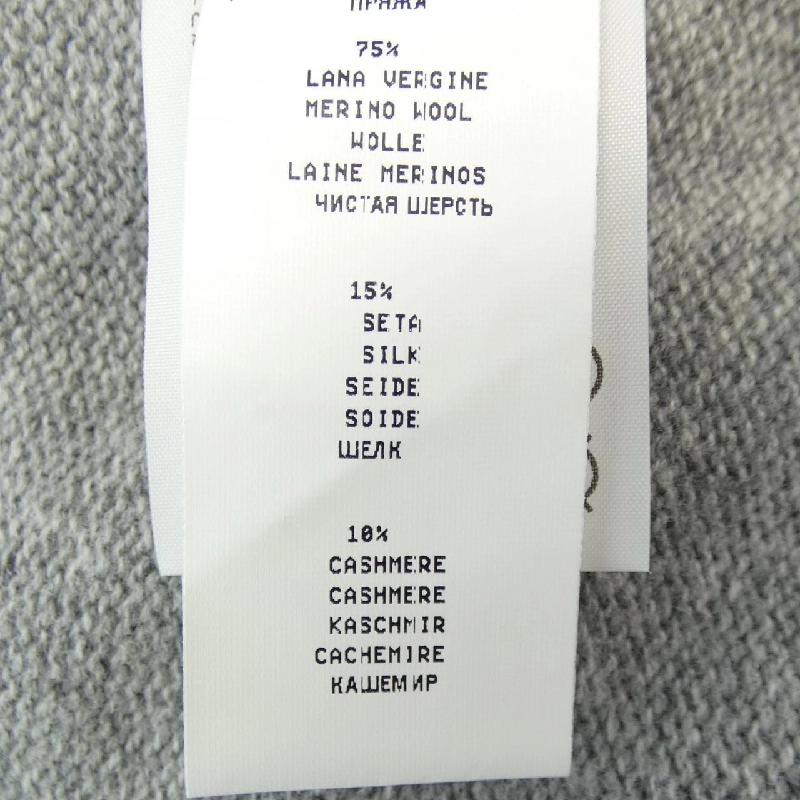 ПРЯЖА
75%
LANA VERGINE
MERINO WOOL
WOLLE
LAINE MERINOS
ЧИСТАЯ ШЕРСТЬ
15%
SETA
SILK
SEIDE
SOIDE
ШЕЛК
10%
CASHMERE
CASHMERE
KASCHMIR
CACHEMIRE
КАШЕМИР